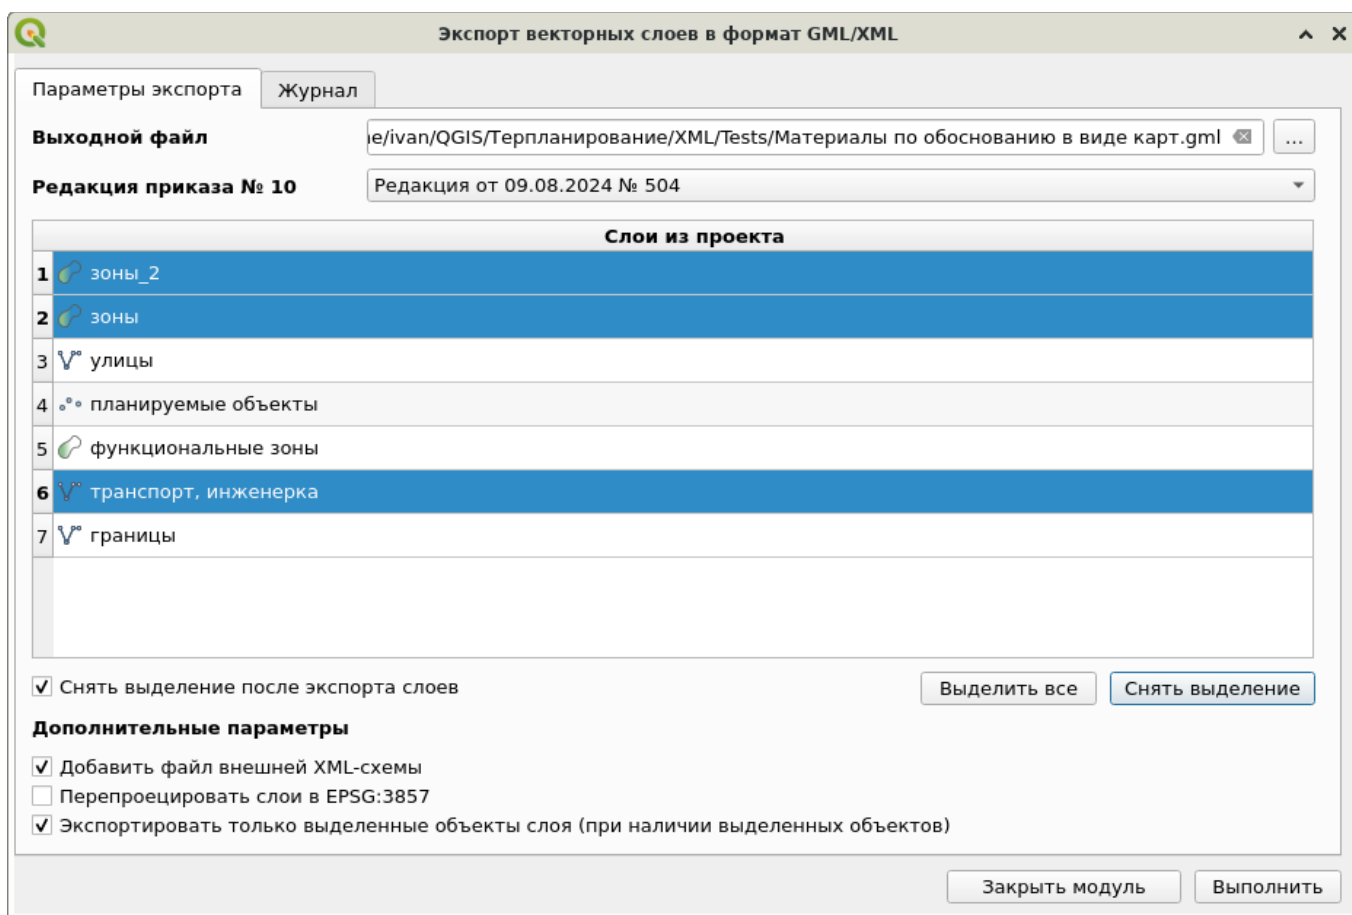 Экспорт векторных слоев в формат GML/XML
Параметры экспорта Журнал
Выходной файл е/ivan/QGIS/Терпланирование/XML/Tests/Материалы по обоснованию в виде карт.gml ...
Редакция приказа № 10 Редакция от 09.08.2024 № 504
Слои из проекта
1 зоны_2
2 зоны
3 улицы
4 планируемые объекты
5 функциональные зоны
6 транспорт, инженерка
7 границы
Снять выделение после экспорта слоев Выделить все Снять выделение
Дополнительные параметры
Добавить файл внешней XML-схемы
Перепроецировать слои в EPSG:3857
Экспортировать только выделенные объекты слоя (при наличии выделенных объектов)
Закрыть модуль Выполнить